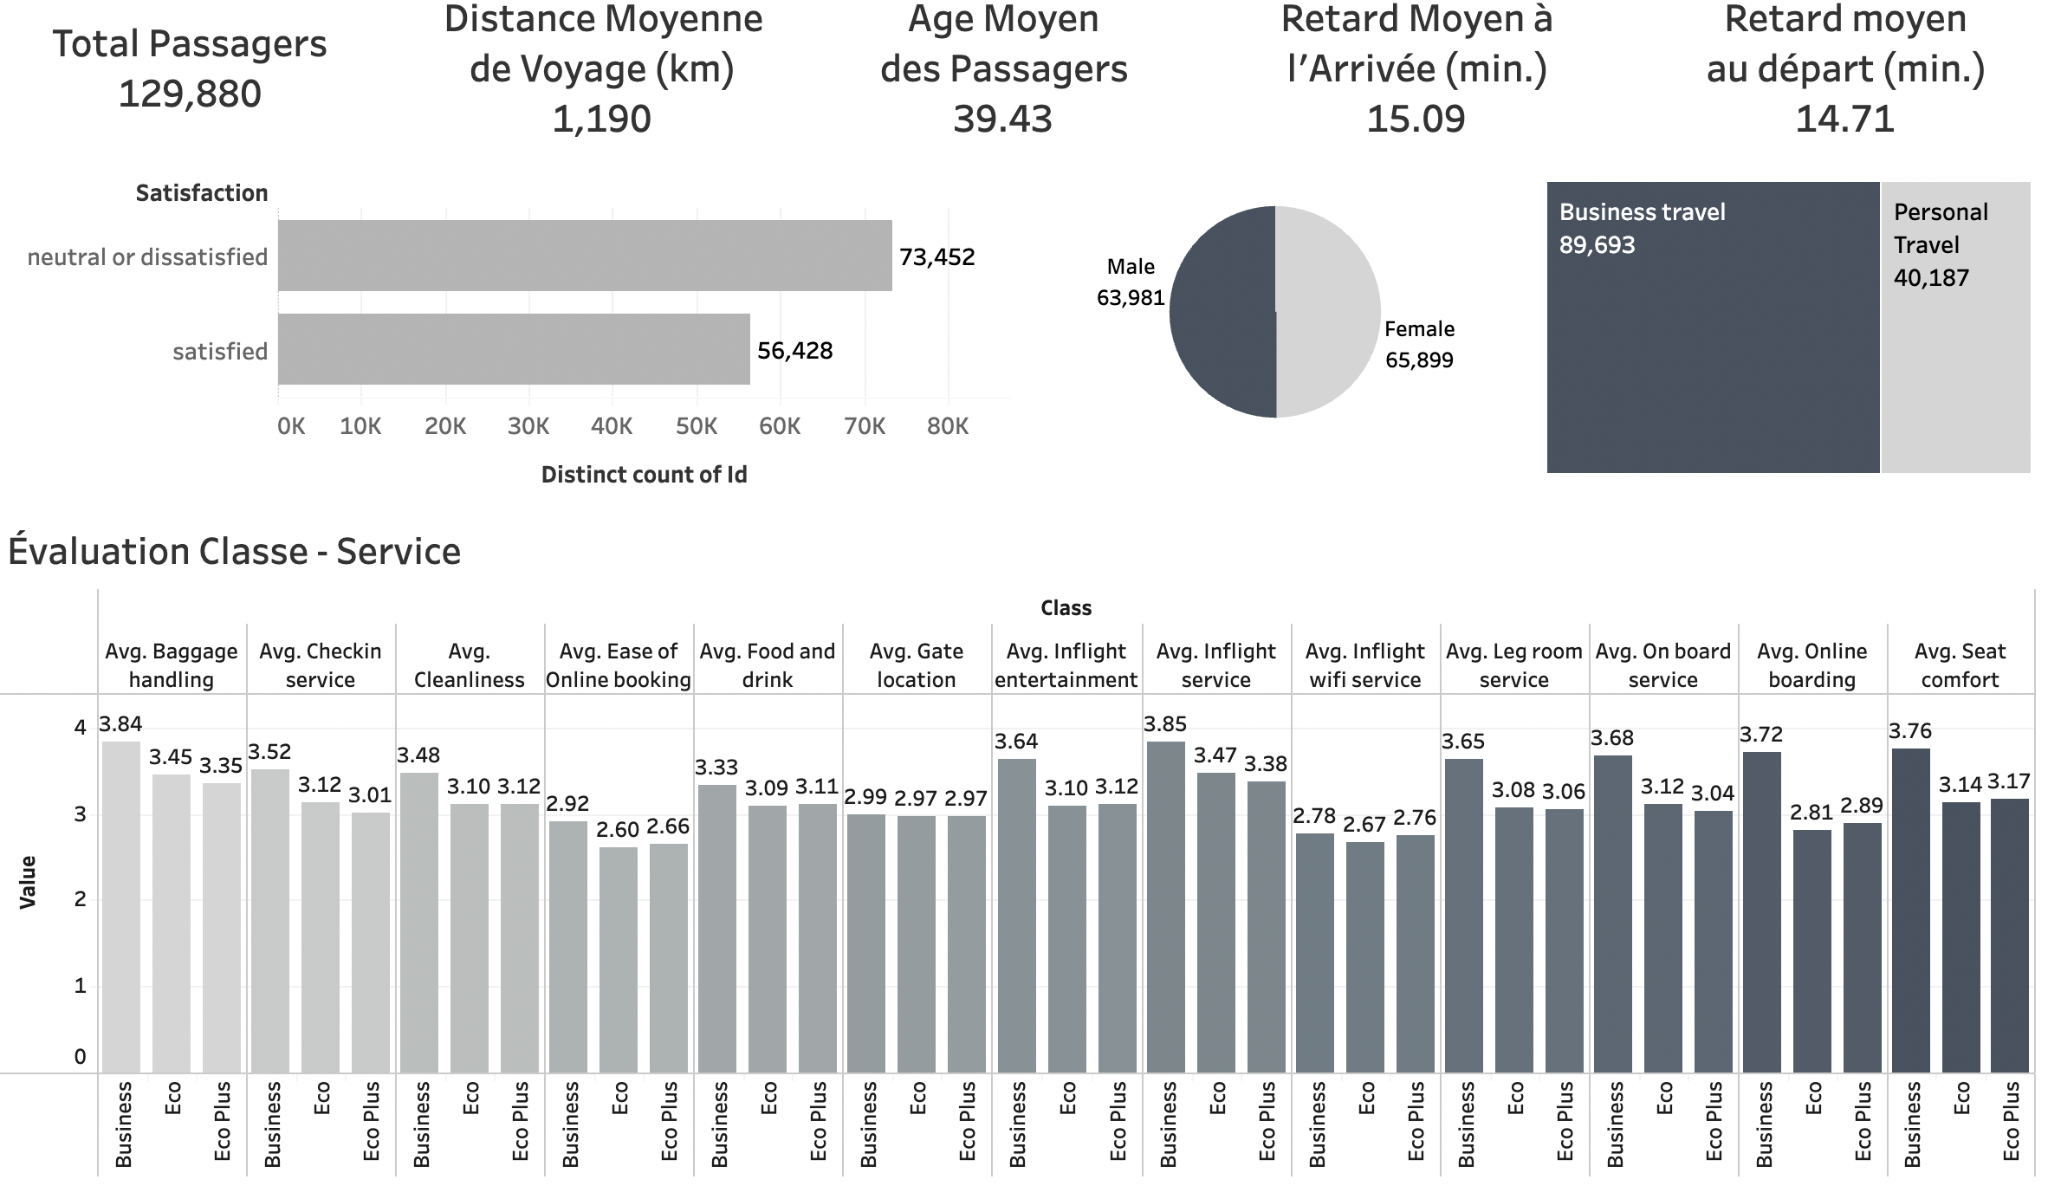 Total Passagers
129,880
Distance Moyenne
de Voyage (km)
1,190
Age Moyen
des Passagers
39.43
Retard Moyen à
l’Arrivée (min.)
15.09
Retard moyen
au départ (min.)
14.71
Satisfaction
neutral or dissatisfied
73,452
satisfied
56,428
0K 10K 20K 30K 40K 50K 60K 70K 80K
Distinct count of Id
Male
63,981
Female
65,899
Business travel
89,693
Personal
Travel
40,187
Évaluation Classe - Service
Class
Avg. Baggage
handling
Avg. Checkin
service
Avg.
Cleanliness
Avg. Ease of
Online booking
Avg. Food and
drink
Avg. Gate
location
Avg. Inflight
entertainment
Avg. Inflight
service
Avg. Inflight
wifi service
Avg. Leg room
service
Avg. On board
service
Avg. Online
boarding
Avg. Seat
comfort
Value
4
3
2
1
0
3.84 3.45 3.35
3.52 3.12 3.01
3.48 3.10 3.12
2.92 2.60 2.66
3.33 3.09 3.11
2.99 2.97 2.97
3.64 3.10 3.12
3.85 3.47 3.38
2.78 2.67 2.76
3.65 3.08 3.06
3.68 3.12 3.04
3.72 2.81 2.89
3.76 3.14 3.17
Business Eco Eco Plus
Business Eco Eco Plus
Business Eco Eco Plus
Business Eco Eco Plus
Business Eco Eco Plus
Business Eco Eco Plus
Business Eco Eco Plus
Business Eco Eco Plus
Business Eco Eco Plus
Business Eco Eco Plus
Business Eco Eco Plus
Business Eco Eco Plus
Business Eco Eco Plus